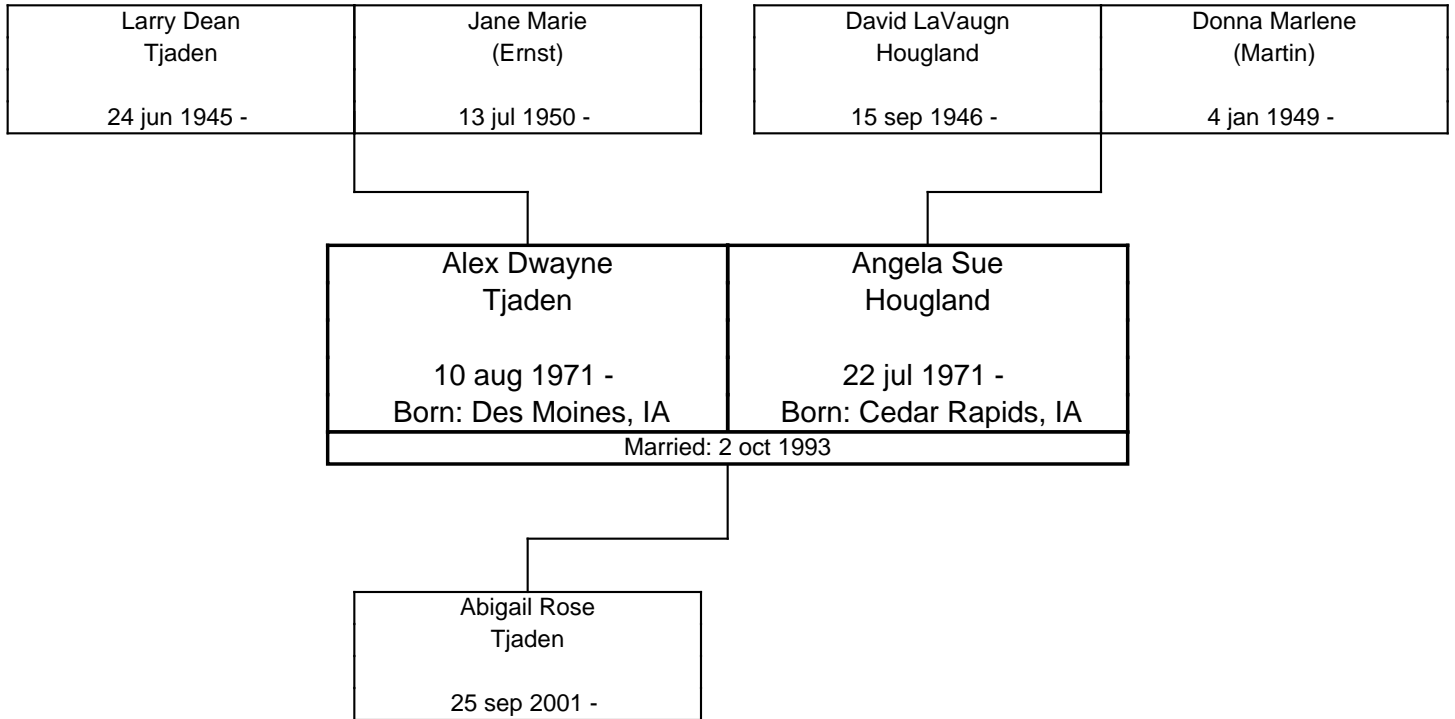 Larry Dean
Tjaden
24 jun 1945 -
Jane Marie
(Ernst)
13 jul 1950 -
David LaVaugn
Hougland
15 sep 1946 -
Donna Marlene
(Martin)
4 jan 1949 -
Alex Dwayne
Tjaden
10 aug 1971 -
Born: Des Moines, IA
Angela Sue
Hougland
22 jul 1971 -
Born: Cedar Rapids, IA
Married: 2 oct 1993
Abigail Rose
Tjaden
25 sep 2001 -